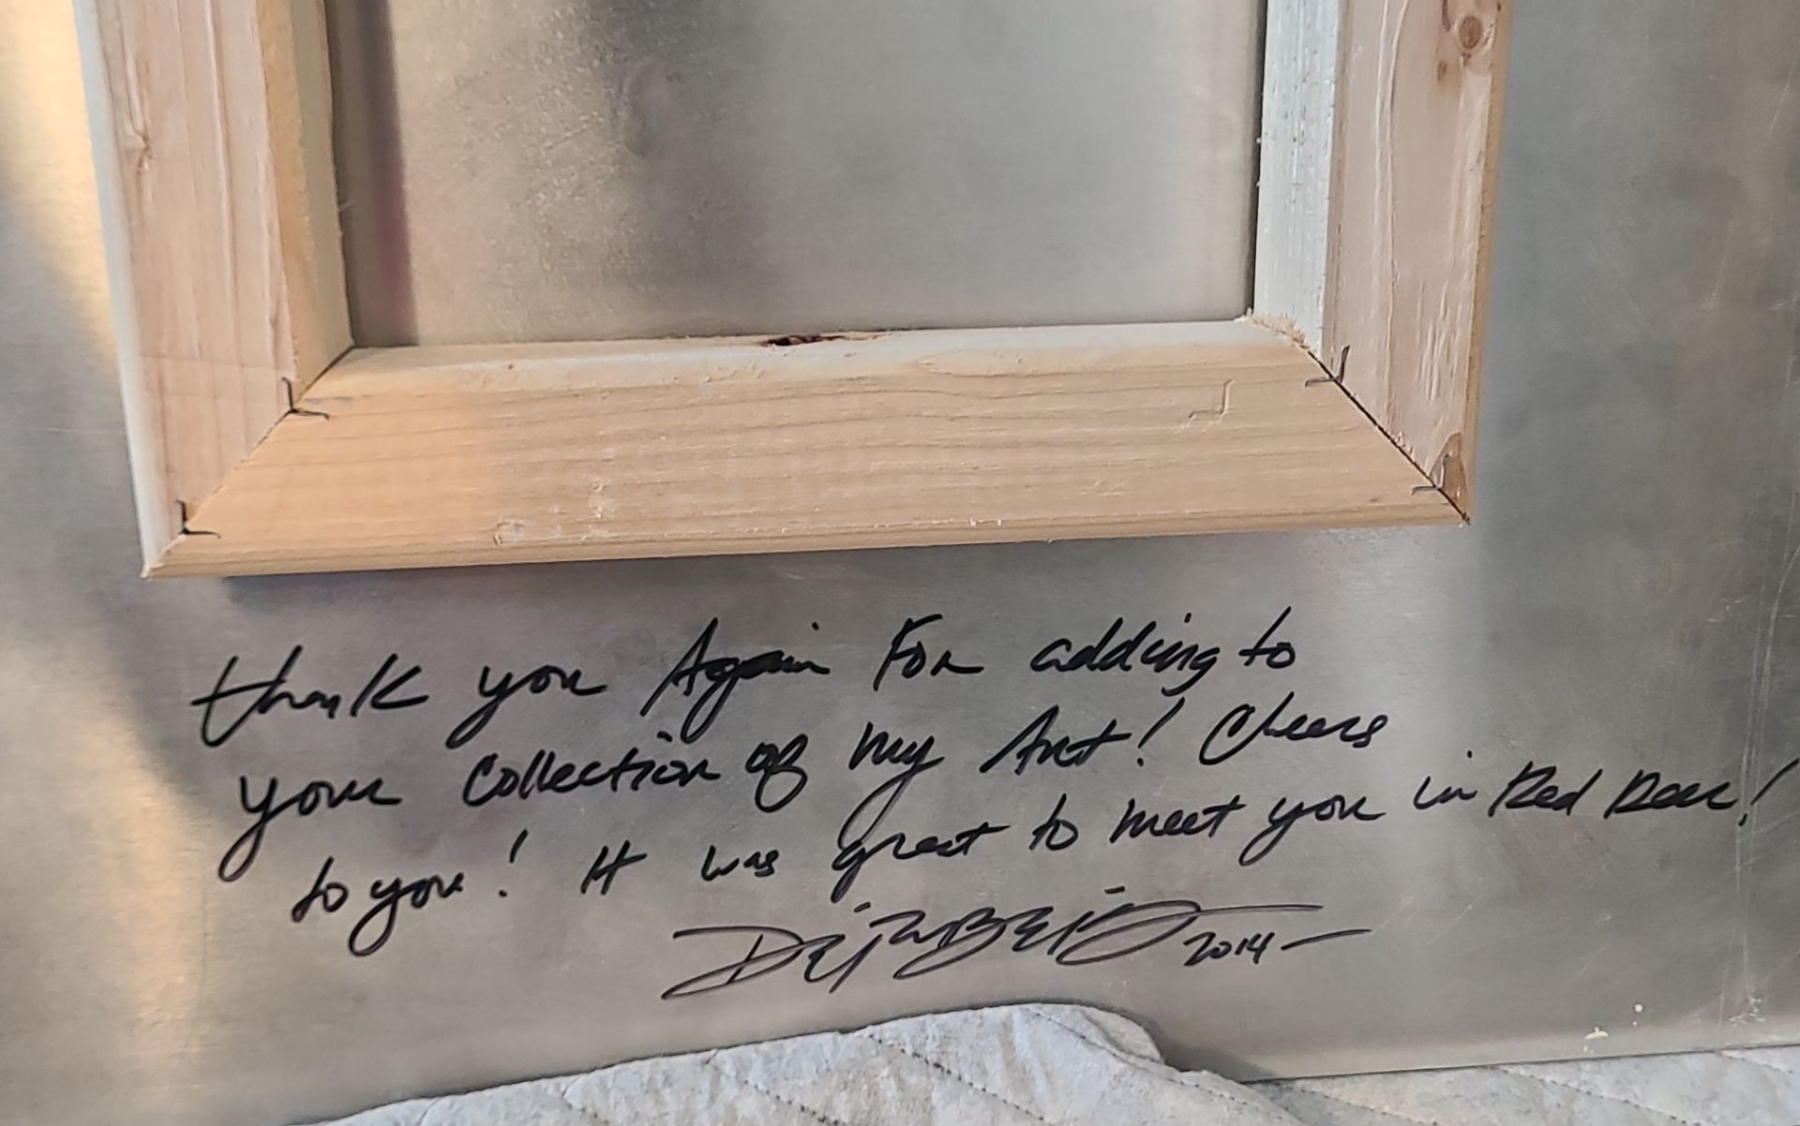 thank you Again For adding to
your Collection of My Art! Cheers
to you! It was great to meet you in Red Deer!
2014